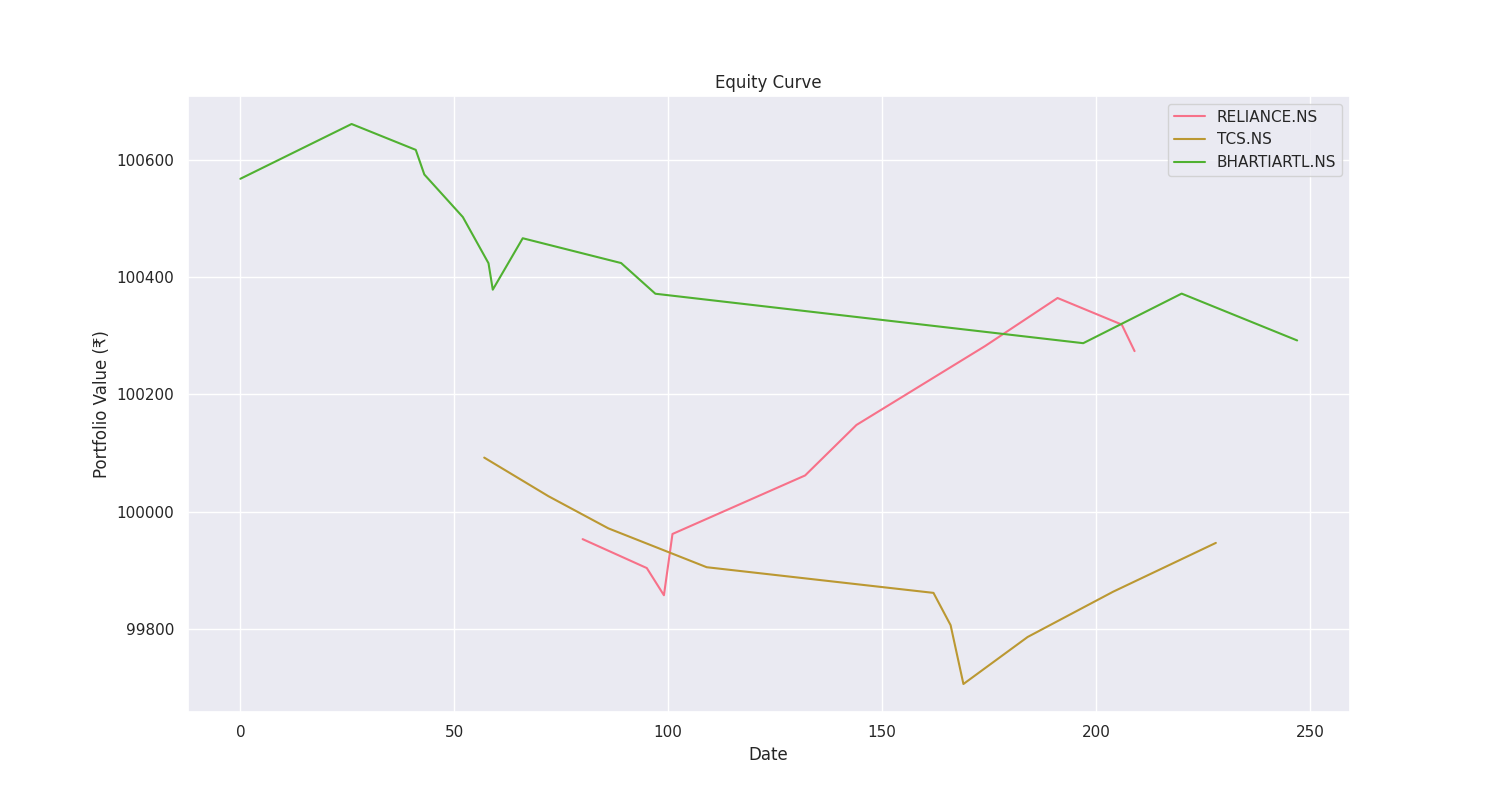 Equity Curve
RELIANCE.NS
TCS.NS
BHARTIARTL.NS
100600
100400
100200
100000
99800
Portfolio Value (₹)
0 50 100 150 200 250
Date